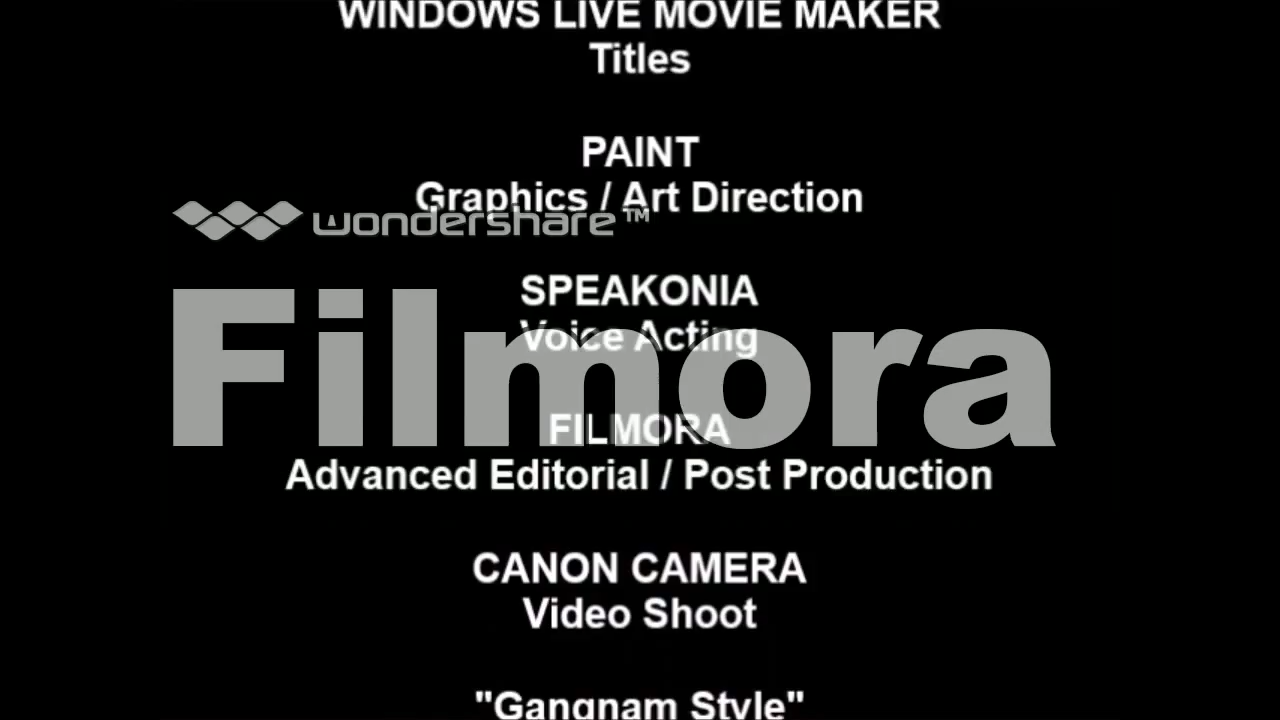 WINDOWS LIVE MOVIE MAKER
Titles
PAINT
Graphics / Art Direction
wondershare™
SPEAKONIA
Voice Acting
Filmora
FILMORA
Advanced Editorial / Post Production
CANON CAMERA
Video Shoot
"Gangnam Style"